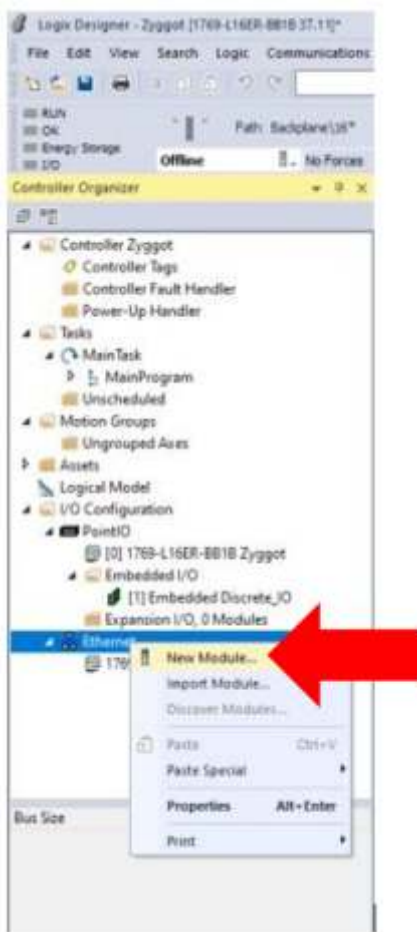 Logix Designer - Zyggot [1769-L16ER-BB1B 37.11]*
File Edit View Search Logic Communications
RUN
OK
Energy Storage
I/O
Path: Backplane\16*
Offline
No Forces
Controller Organizer
Controller Zyggot
Controller Tags
Controller Fault Handler
Power-Up Handler
Tasks
MainTask
MainProgram
Unscheduled
Motion Groups
Ungrouped Axes
Assets
Logical Model
I/O Configuration
PointIO
[0] 1769-L16ER-BB1B Zyggot
Embedded I/O
[1] Embedded Discrete_IO
Expansion I/O, 0 Modules
Ethernet
176
New Module...
Import Module...
Discover Modules...
Paste Ctrl+V
Paste Special
Properties Alt+Enter
Print
Bus Size